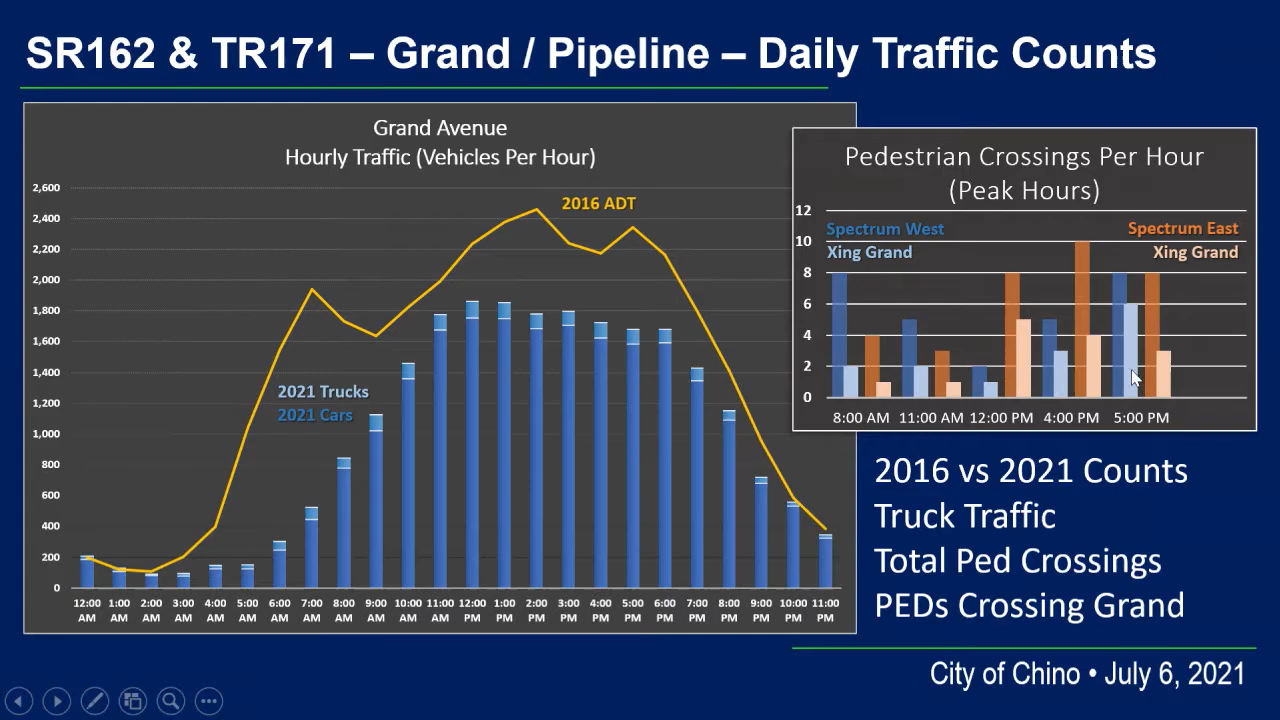 SR162 & TR171 – Grand / Pipeline – Daily Traffic Counts
Grand Avenue
Hourly Traffic (Vehicles Per Hour)
2,600
2,400
2,200
2,000
1,800
1,600
1,400
1,200
1,000
800
600
400
200
0
2016 ADT
2021 Trucks
2021 Cars
12:00 1:00 2:00 3:00 4:00 5:00 6:00 7:00 8:00 9:00 10:00 11:00 12:00 1:00 2:00 3:00 4:00 5:00 6:00 7:00 8:00 9:00 10:00 11:00
AM AM AM AM AM AM AM AM AM AM AM AM PM PM PM PM PM PM PM PM PM PM PM PM
Pedestrian Crossings Per Hour
(Peak Hours)
12
10
8
6
4
2
0
Spectrum West Spectrum East
Xing Grand Xing Grand
8:00 AM 11:00 AM 12:00 PM 4:00 PM 5:00 PM
2016 vs 2021 Counts
Truck Traffic
Total Ped Crossings
PEDs Crossing Grand
City of Chino • July 6, 2021